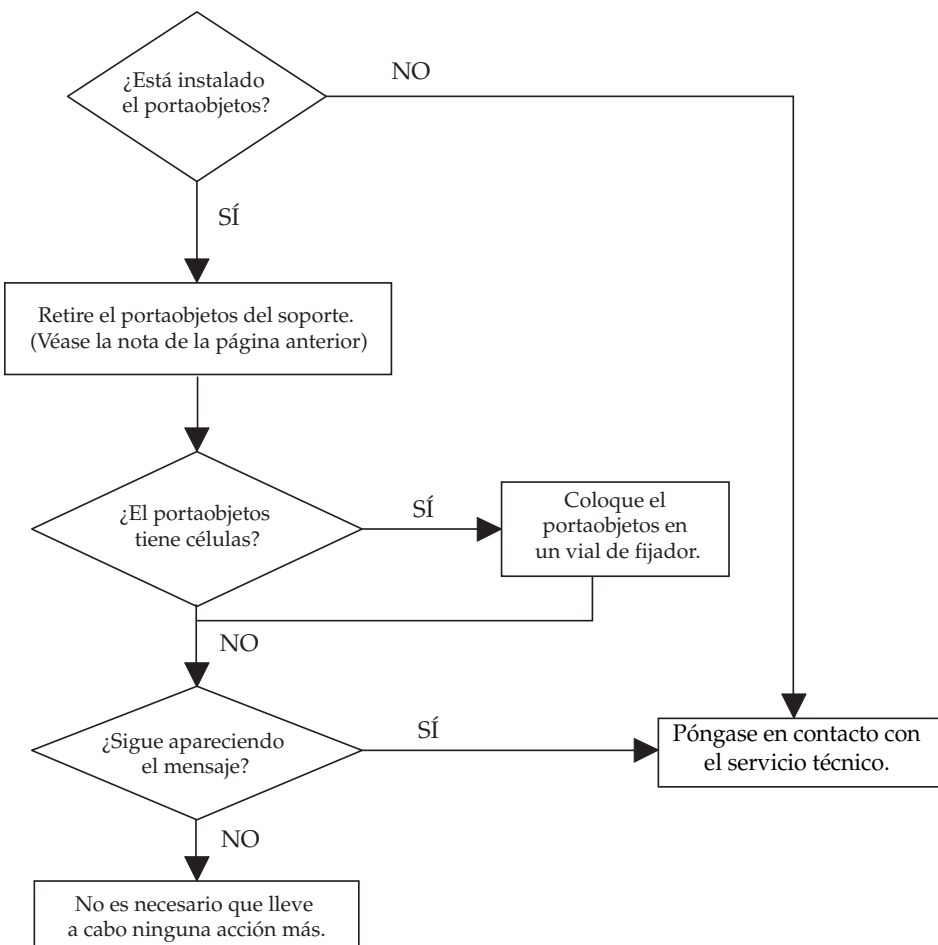 ¿Está instalado
el portaobjetos?
NO
SÍ
Retire el portaobjetos del soporte.
(Véase la nota de la página anterior)
¿El portaobjetos
tiene células?
SÍ
Coloque el
portaobjetos en
un vial de fijador.
NO
¿Sigue apareciendo
el mensaje?
SÍ
Póngase en contacto con
el servicio técnico.
NO
No es necesario que lleve
a cabo ninguna acción más.